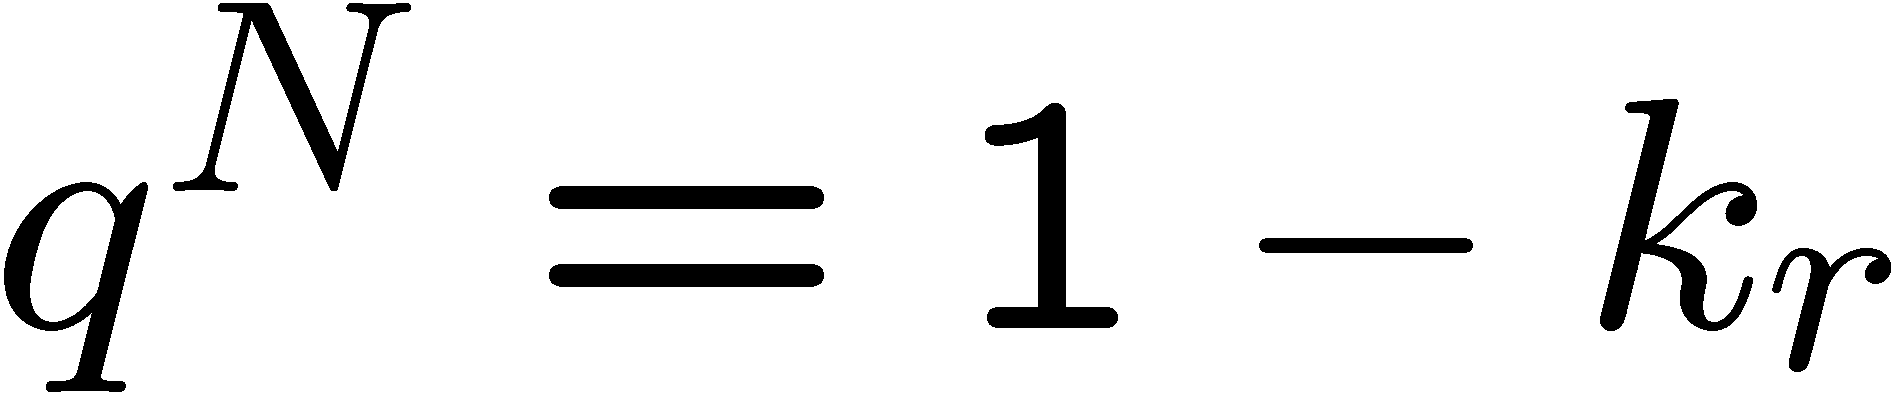 q^N = 1 − k_r